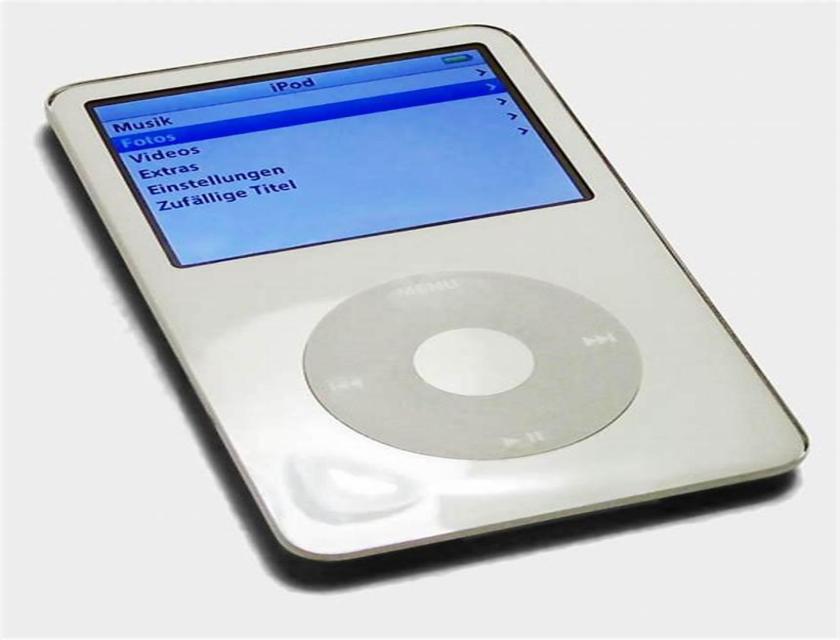 iPod
Musik
Fotos
Videos
Extras
Einstellungen
Zufällige Titel
MENU